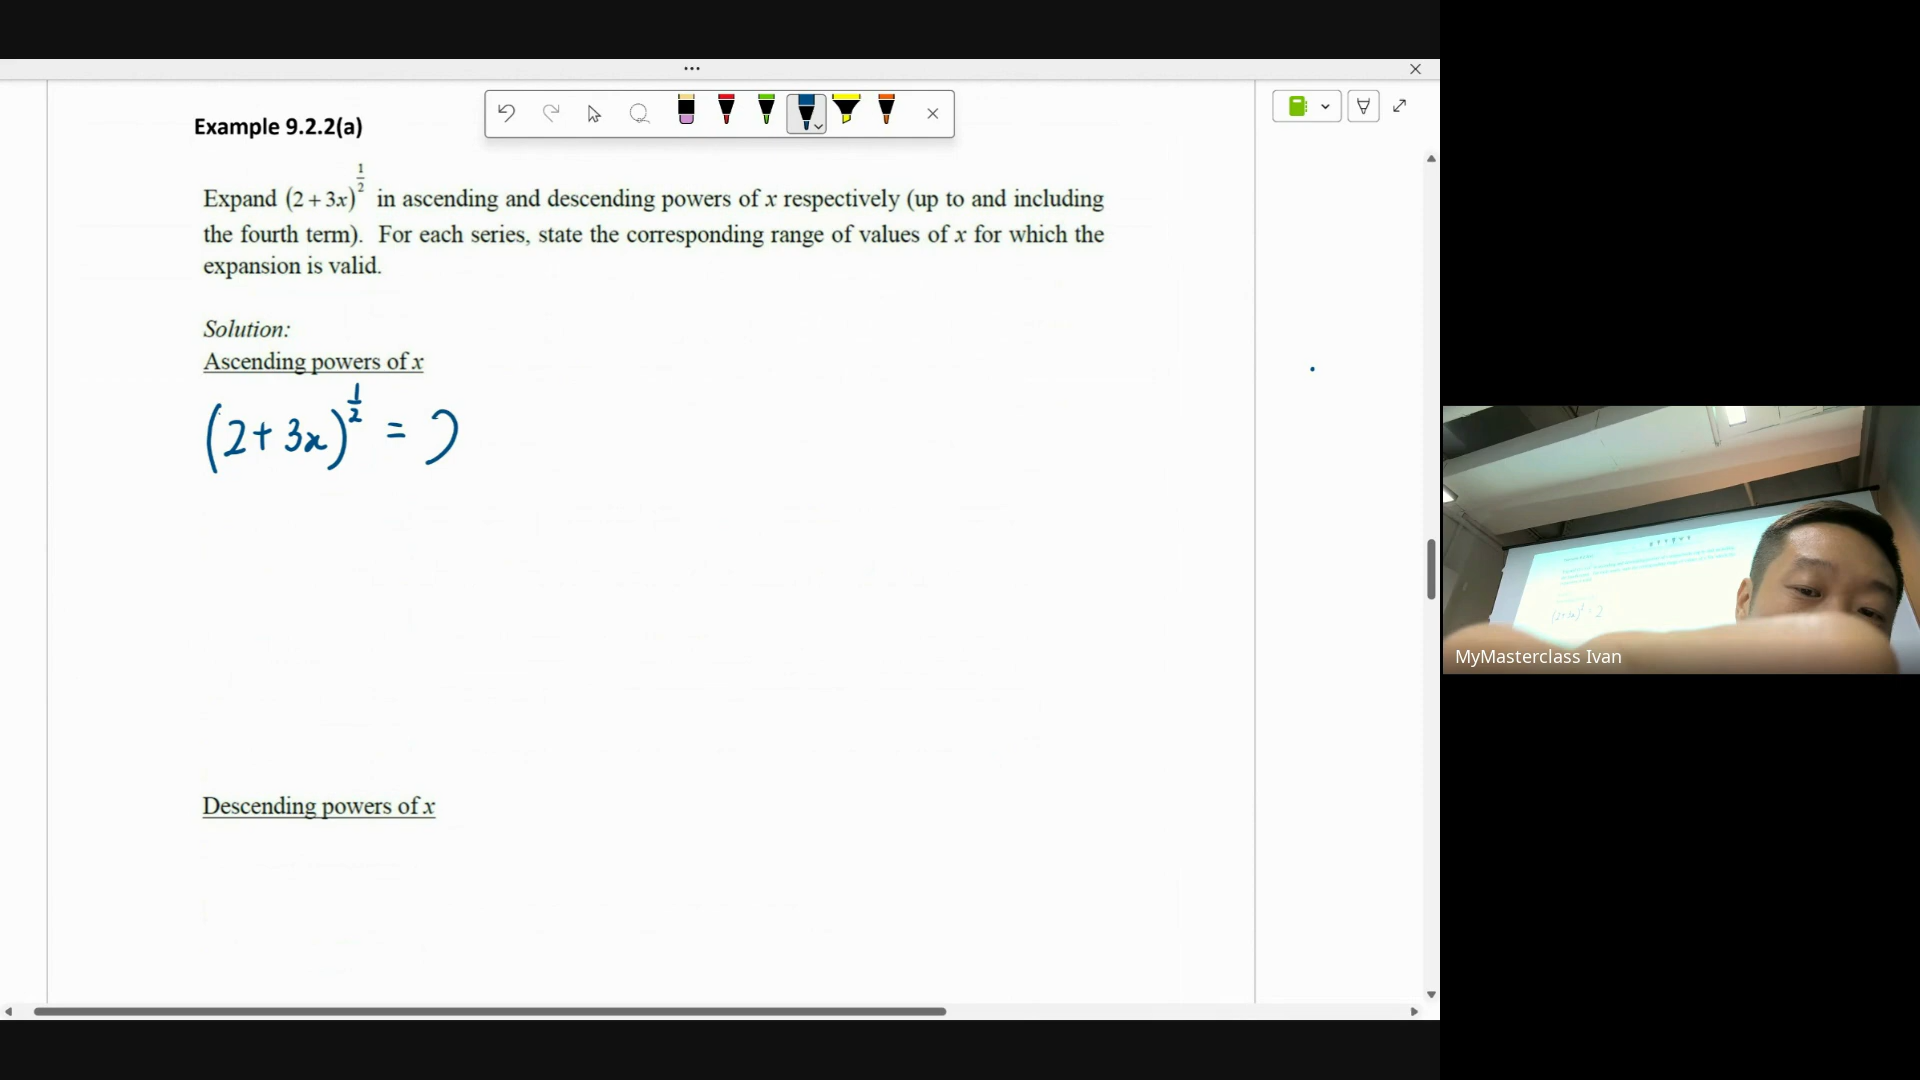 Example 9.2.2(a)
Expand (2 + 3x)^{1/2} in ascending and descending powers of x respectively (up to and including
the fourth term). For each series, state the corresponding range of values of x for which the
expansion is valid.
Solution:
Ascending powers of x
(2 + 3x)^{1/2} =
Descending powers of x
MyMasterclass Ivan